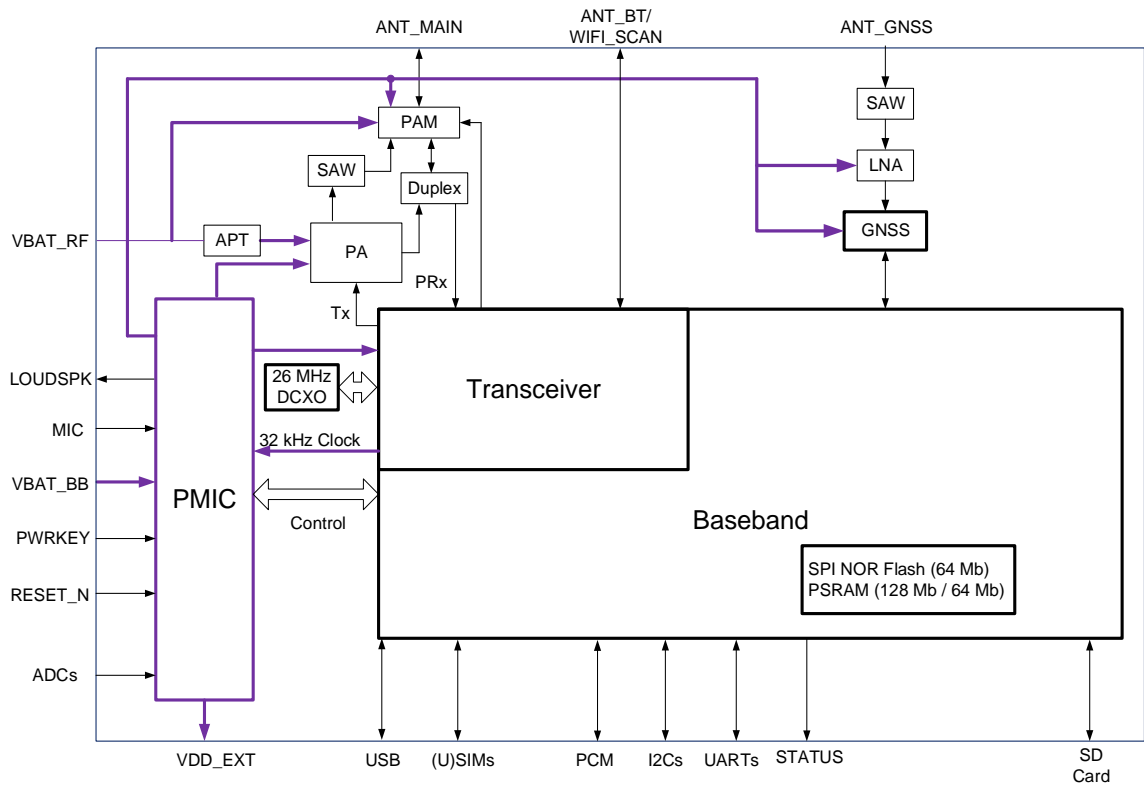 ANT_MAIN
ANT_BT/
WIFI_SCAN
ANT_GNSS
SAW
PAM
SAW
LNA
Duplex
VBAT_RF
APT
PA
GNSS
PRx
Tx
LOUDSPK
26 MHz
DCXO
Transceiver
MIC
32 kHz Clock
VBAT_BB
PMIC
Control
Baseband
PWRKEY
SPI NOR Flash (64 Mb)
PSRAM (128 Mb / 64 Mb)
RESET_N
ADCs
VDD_EXT
USB
(U)SIMs
PCM
I2Cs
UARTs
STATUS
SD
Card